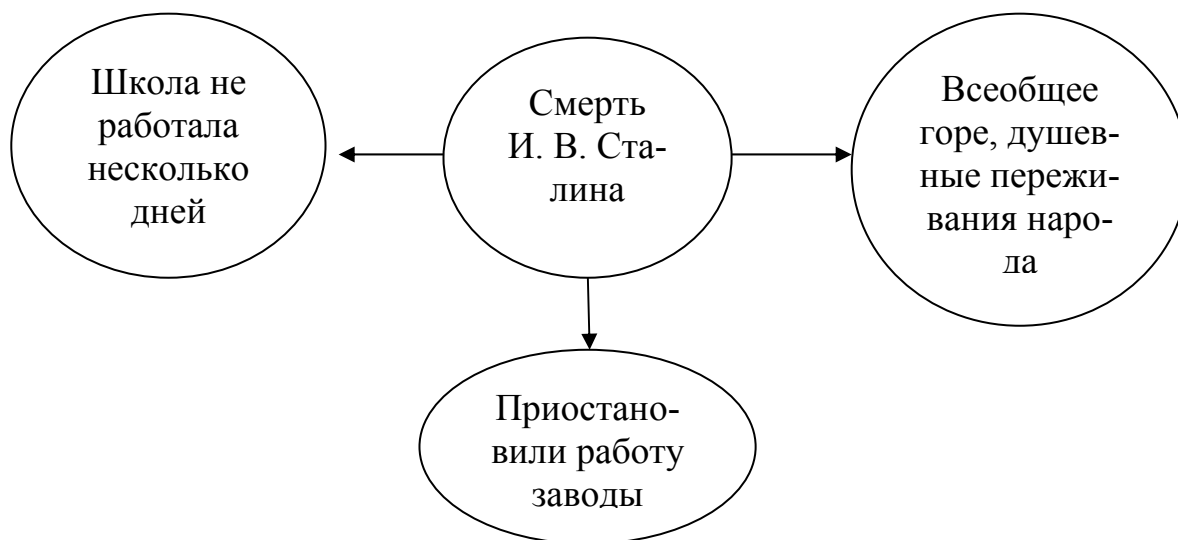 Школа не
работала
несколько
дней
Смерть
И. В. Ста-
лина
Всеобщее
горе, душев-
ные пережи-
вания наро-
да
Приостано-
вили работу
заводы